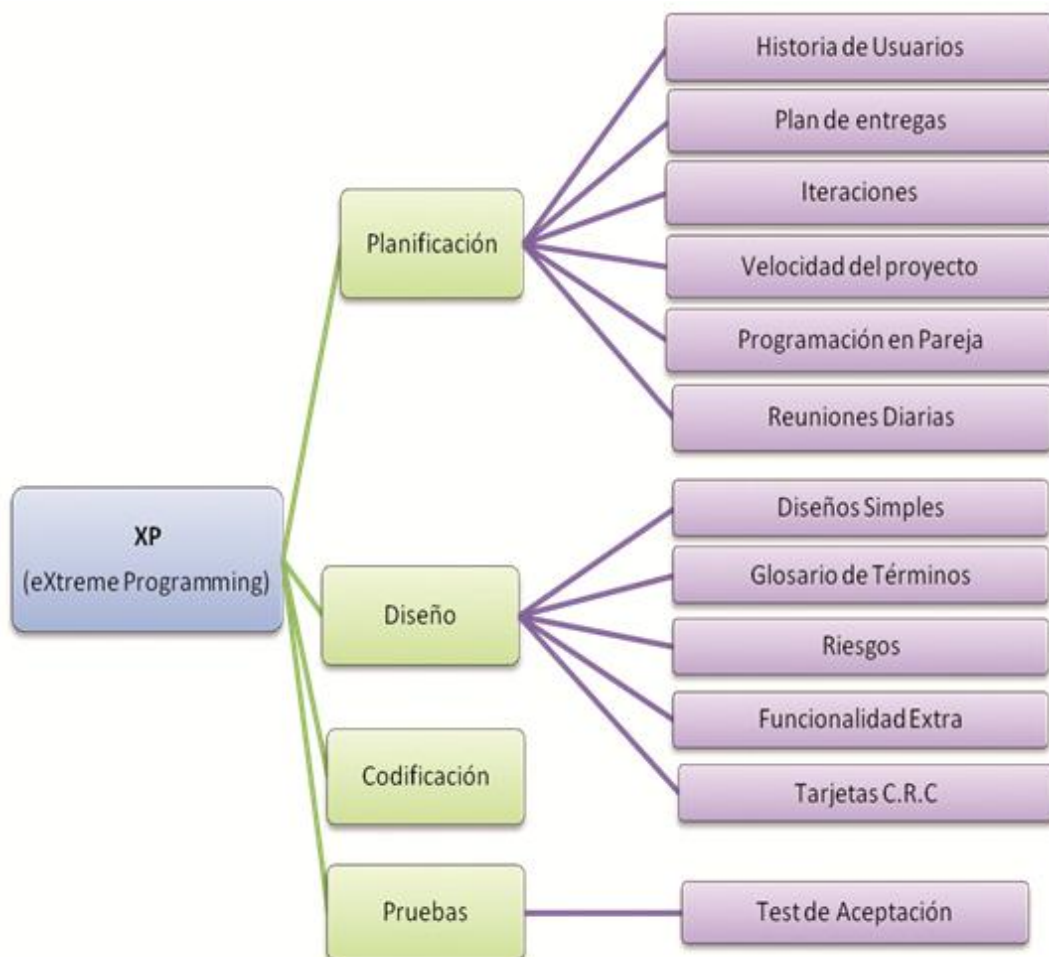 XP
(eXtreme Programming)
Planificación
Historia de Usuarios
Plan de entregas
Iteraciones
Velocidad del proyecto
Programación en Pareja
Reuniones Diarias
Diseño
Diseños Simples
Glosario de Términos
Riesgos
Funcionalidad Extra
Tarjetas C.R.C
Codificación
Pruebas
Test de Aceptación